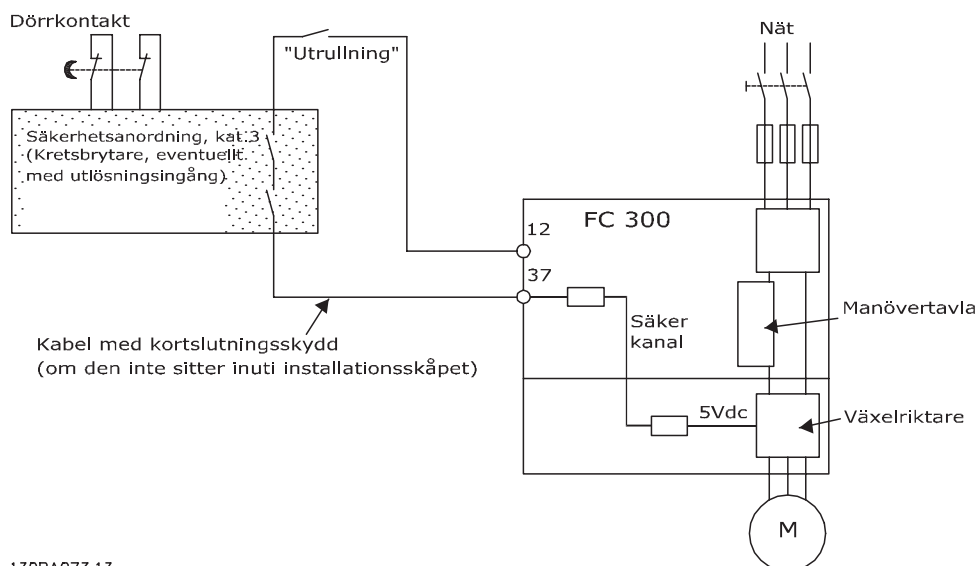 Dörrkontakt
"Utrullning"
Nät
Säkerhetsanordning, kat.3
(Kretsbrytare, eventuellt
med utlösningsingång)
FC 300
12
37
Säker
kanal
Manövertavla
Kabel med kortslutningsskydd
(om den inte sitter inuti installationsskåpet)
5Vdc
Växelriktare
M